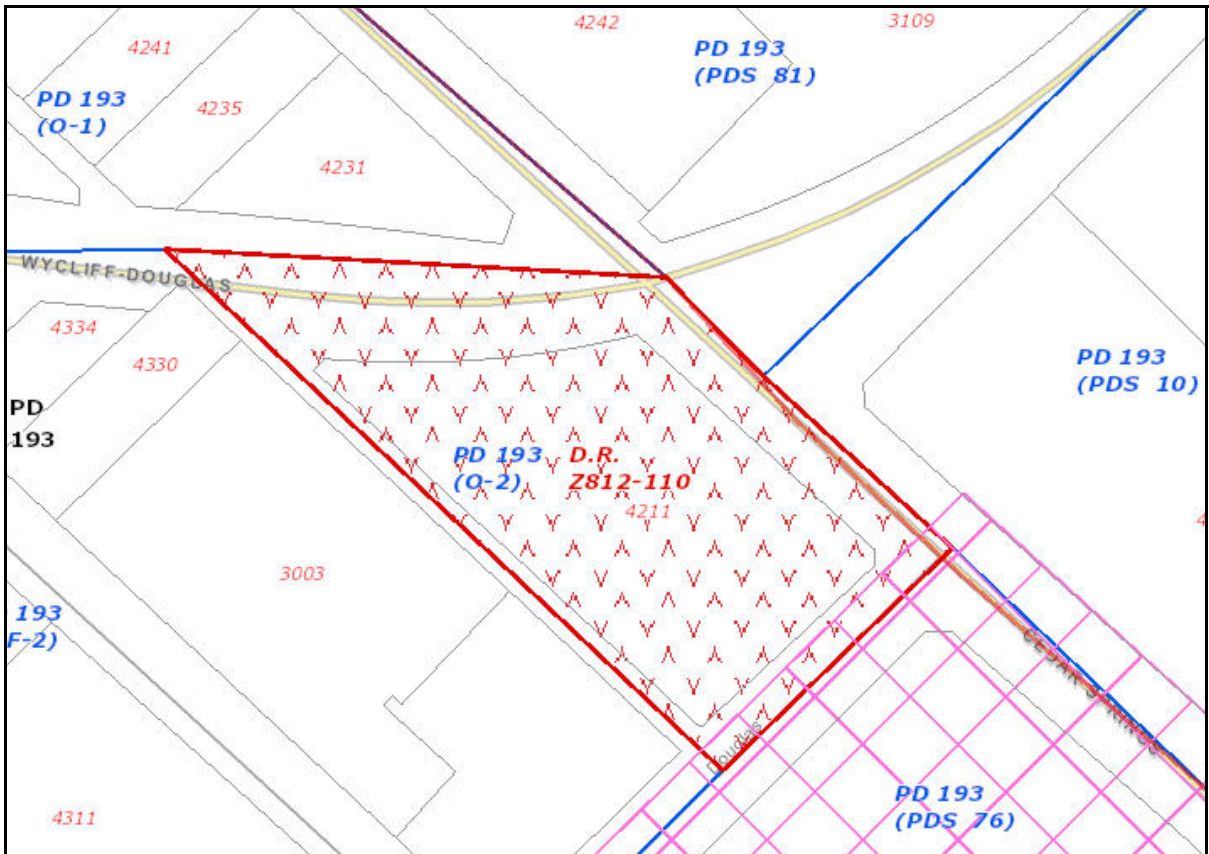 4242
3109
4241
PD 193
(PDS 81)
PD 193
(O-1)
4235
4231
WYCLIFF-DOUGLAS
4334
4330
PD 193
(PDS 10)
PD
193
PD 193
(O-2)
D.R.
Z812-110
4211
3003
193
F-2)
Douglas
PD 193
(PDS 76)
4311